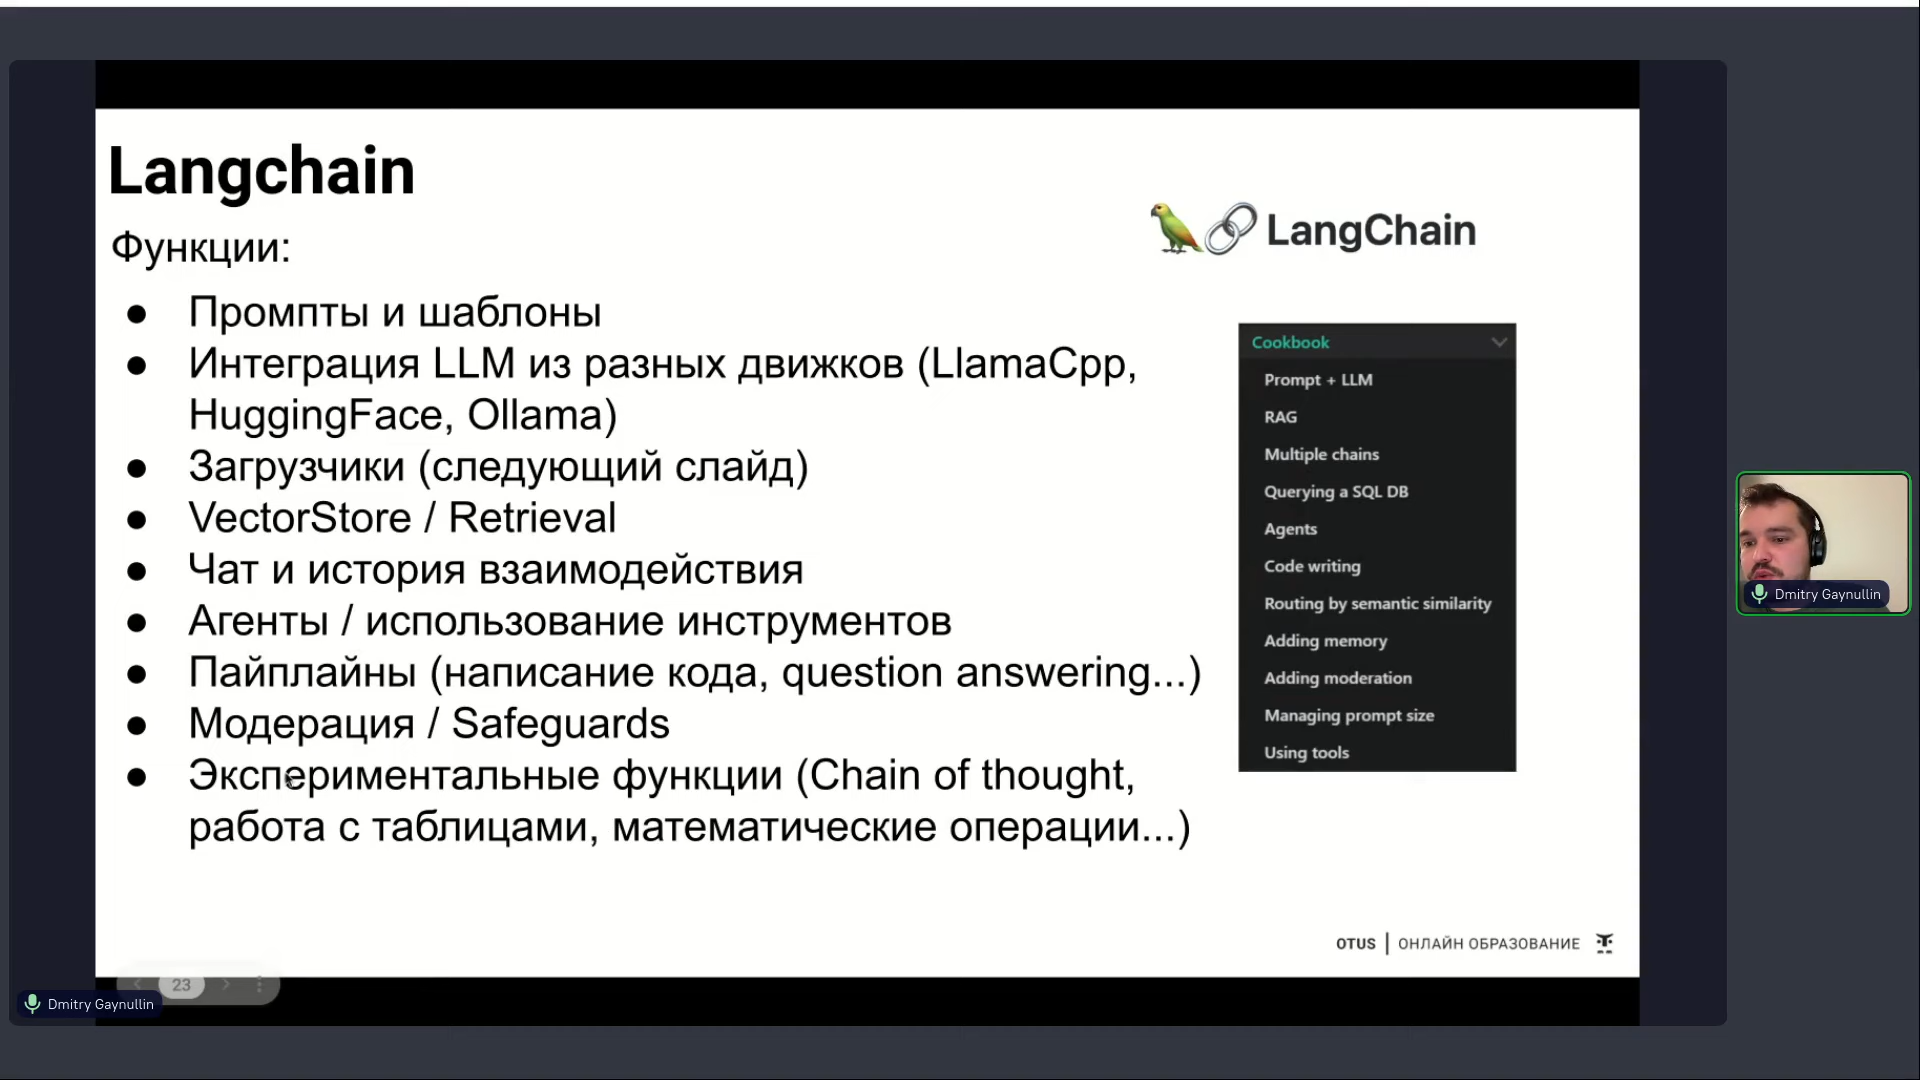 Langchain
Функции:
● Промпты и шаблоны
● Интеграция LLM из разных движков (LlamaCpp,
HuggingFace, Ollama)
● Загрузчики (следующий слайд)
● VectorStore / Retrieval
● Чат и история взаимодействия
● Агенты / использование инструментов
● Пайплайны (написание кода, question answering...)
● Модерация / Safeguards
● Экспериментальные функции (Chain of thought,
работа с таблицами, математические операции...)
LangChain
Cookbook
Prompt + LLM
RAG
Multiple chains
Querying a SQL DB
Agents
Code writing
Routing by semantic similarity
Adding memory
Adding moderation
Managing prompt size
Using tools
OTUS | ОНЛАЙН ОБРАЗОВАНИЕ
23
Dmitry Gaynullin
Dmitry Gaynullin